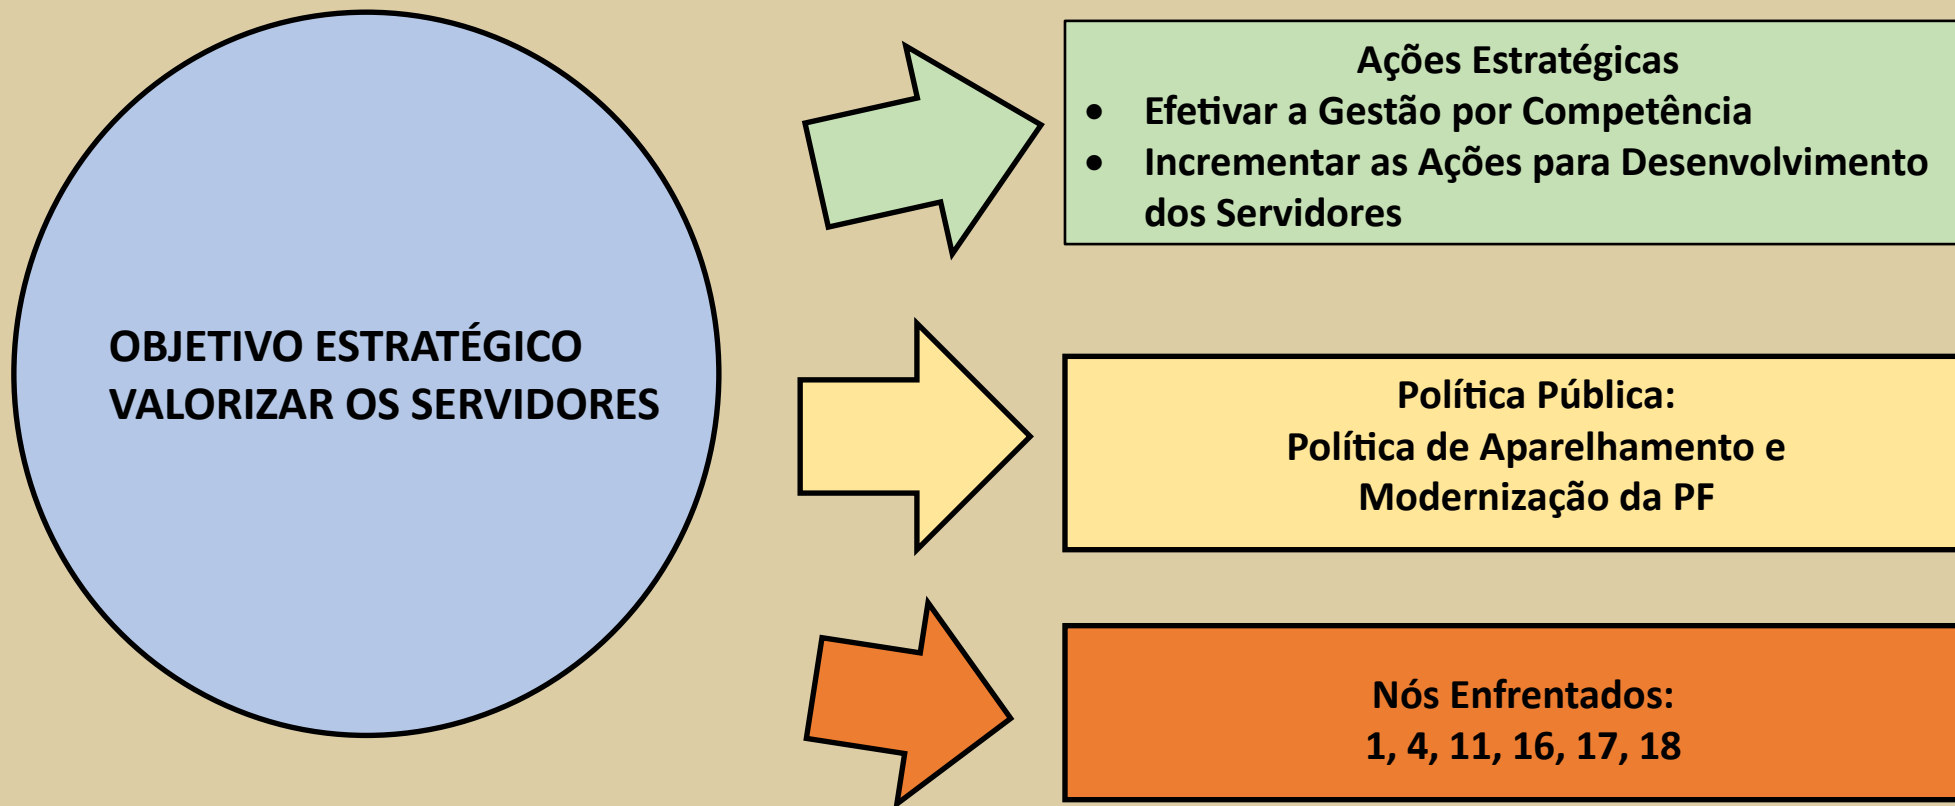 OBJETIVO ESTRATÉGICO
VALORIZAR OS SERVIDORES
Ações Estratégicas
• Efetivar a Gestão por Competência
• Incrementar as Ações para Desenvolvimento
dos Servidores
Política Pública:
Política de Aparelhamento e
Modernização da PF
Nós Enfrentados:
1, 4, 11, 16, 17, 18